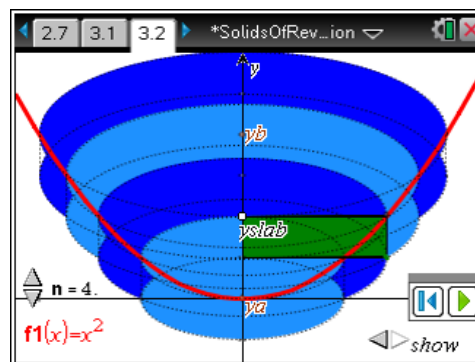 2.7 3.1 3.2 *SolidsOfRev…ion
y
yb
yslab
n = 4.
ya
f1(x)=x²
show